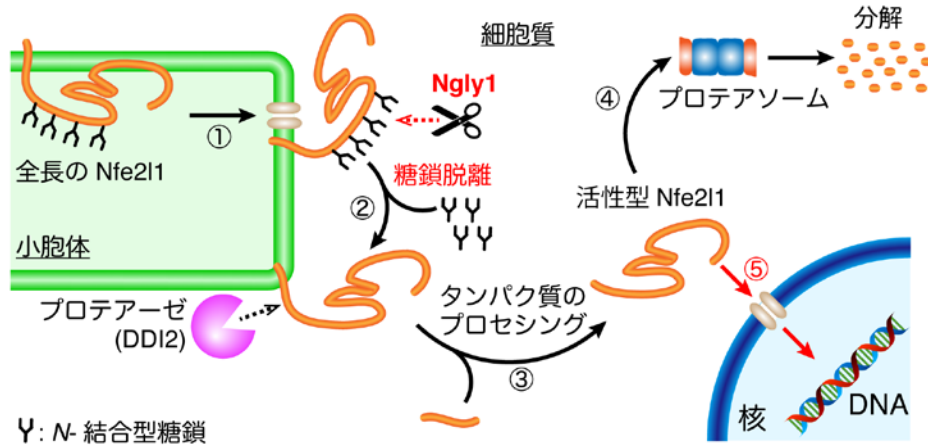 細胞質
分解
Ngly1
④
プロテアソーム
①
全長の Nfe2l1
糖鎖脱離
②
活性型 Nfe2l1
小胞体
⑤
プロテアーゼ
(DDI2)
タンパク質の
プロセシング
③
核
DNA
: N- 結合型糖鎖